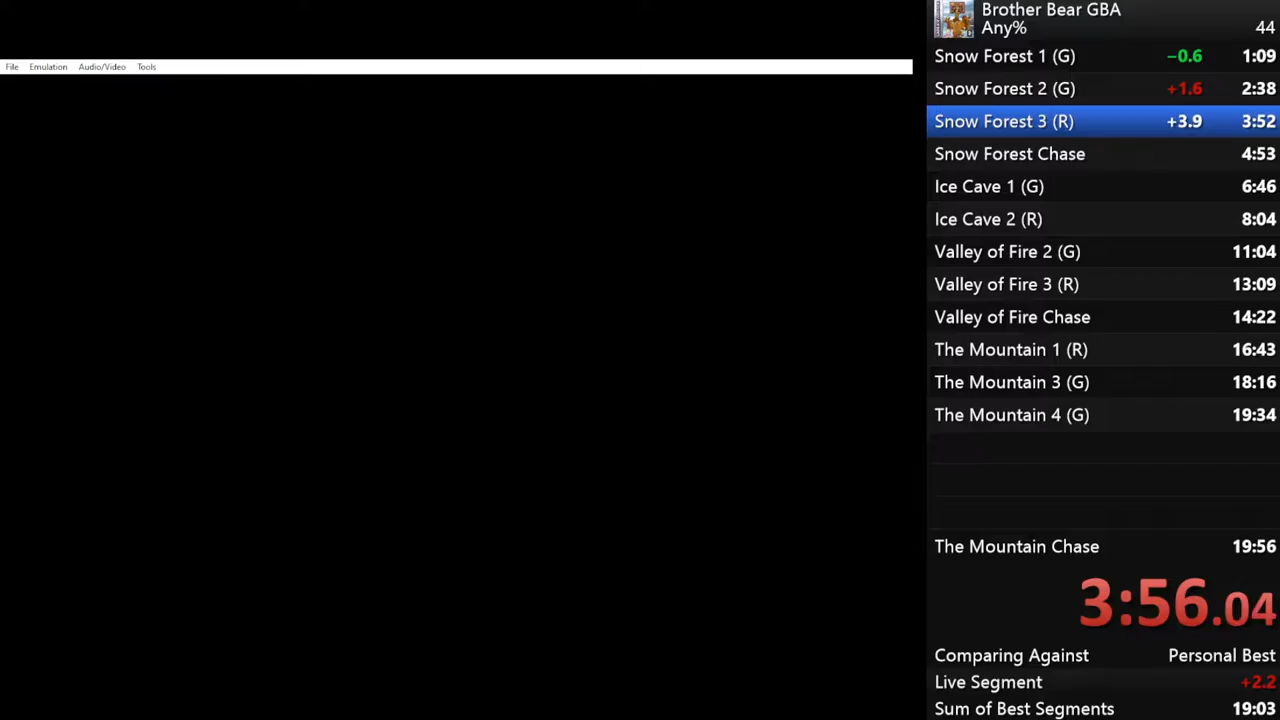 File Emulation Audio/Video Tools
Brother Bear GBA
Any% 44
Snow Forest 1 (G) −0.6 1:09
Snow Forest 2 (G) +1.6 2:38
Snow Forest 3 (R) +3.9 3:52
Snow Forest Chase 4:53
Ice Cave 1 (G) 6:46
Ice Cave 2 (R) 8:04
Valley of Fire 2 (G) 11:04
Valley of Fire 3 (R) 13:09
Valley of Fire Chase 14:22
The Mountain 1 (R) 16:43
The Mountain 3 (G) 18:16
The Mountain 4 (G) 19:34
The Mountain Chase 19:56
3:56.04
Comparing Against Personal Best
Live Segment +2.2
Sum of Best Segments 19:03